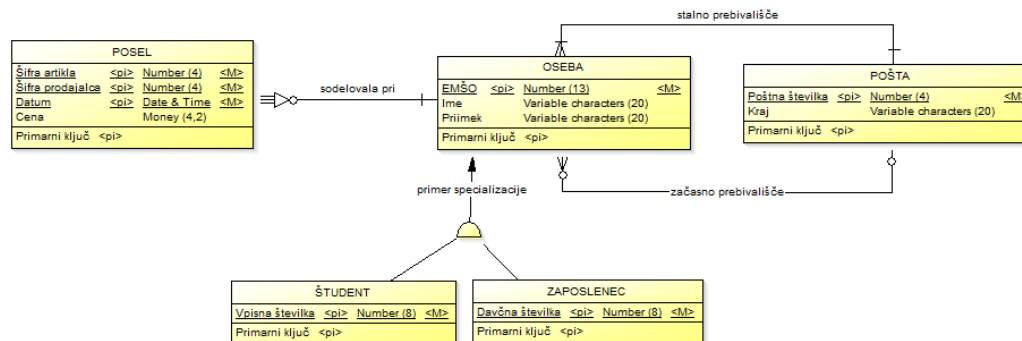 stalno prebivališče
POSEL
Šifra artikla <pi> Number (4) <M>
Šifra prodajalca <pi> Number (4) <M>
Datum <pi> Date & Time <M>
Cena Money (4,2)
Primarni ključ <pi>
sodelovala pri
OSEBA
EMŠO <pi> Number (13) <M>
Ime Variable characters (20)
Priimek Variable characters (20)
Primarni ključ <pi>
POŠTA
Poštna številka <pi> Number (4) <M>
Kraj Variable characters (20)
Primarni ključ <pi>
primer specializacije
začasno prebivališče
ŠTUDENT
Vpisna številka <pi> Number (8) <M>
Primarni ključ <pi>
ZAPOSLENEC
Davčna številka <pi> Number (8) <M>
Primarni ključ <pi>